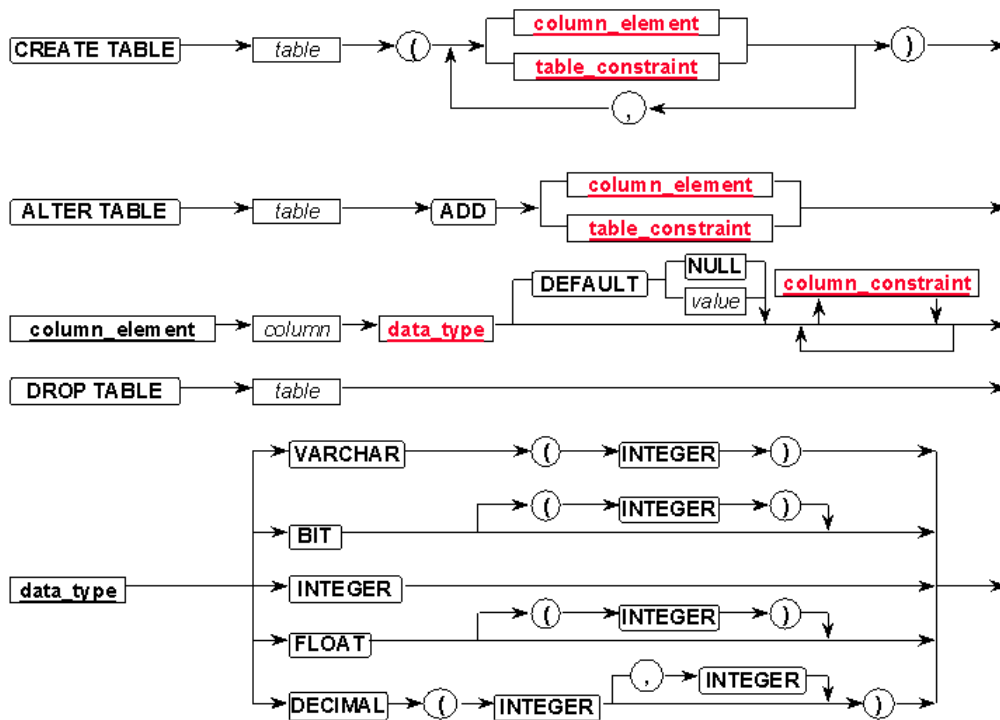 column_element
CREATE TABLE table ( )
table_constraint
,
column_element
ALTER TABLE table ADD
table_constraint
DEFAULT NULL
value
column_constraint
column_element column data_type
DROP TABLE table
VARCHAR ( INTEGER )
( INTEGER )
BIT
data_type INTEGER
( INTEGER )
FLOAT
, INTEGER
DECIMAL ( INTEGER )